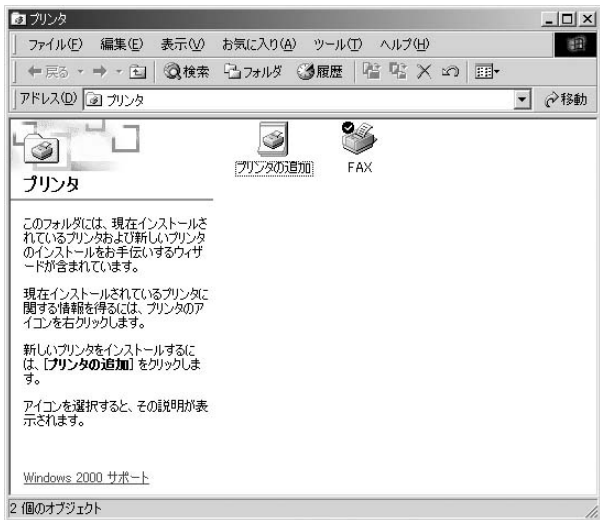 プリンタ
ファイル(F) 編集(E) 表示(V) お気に入り(A) ツール(T) ヘルプ(H)
戻る 検索 フォルダ 履歴
アドレス(D) プリンタ 移動
プリンタ
プリンタの追加
FAX
このフォルダには、現在インストールさ
れているプリンタおよび新しいプリンタ
のインストールをお手伝いするウィザ
ードが含まれています。
現在インストールされているプリンタに
関する情報を得るには、プリンタのア
イコンを右クリックします。
新しいプリンタをインストールするに
は、[プリンタの追加] をクリックしま
す。
アイコンを選択すると、その説明が表
示されます。
Windows 2000 サポート
2 個のオブジェクト